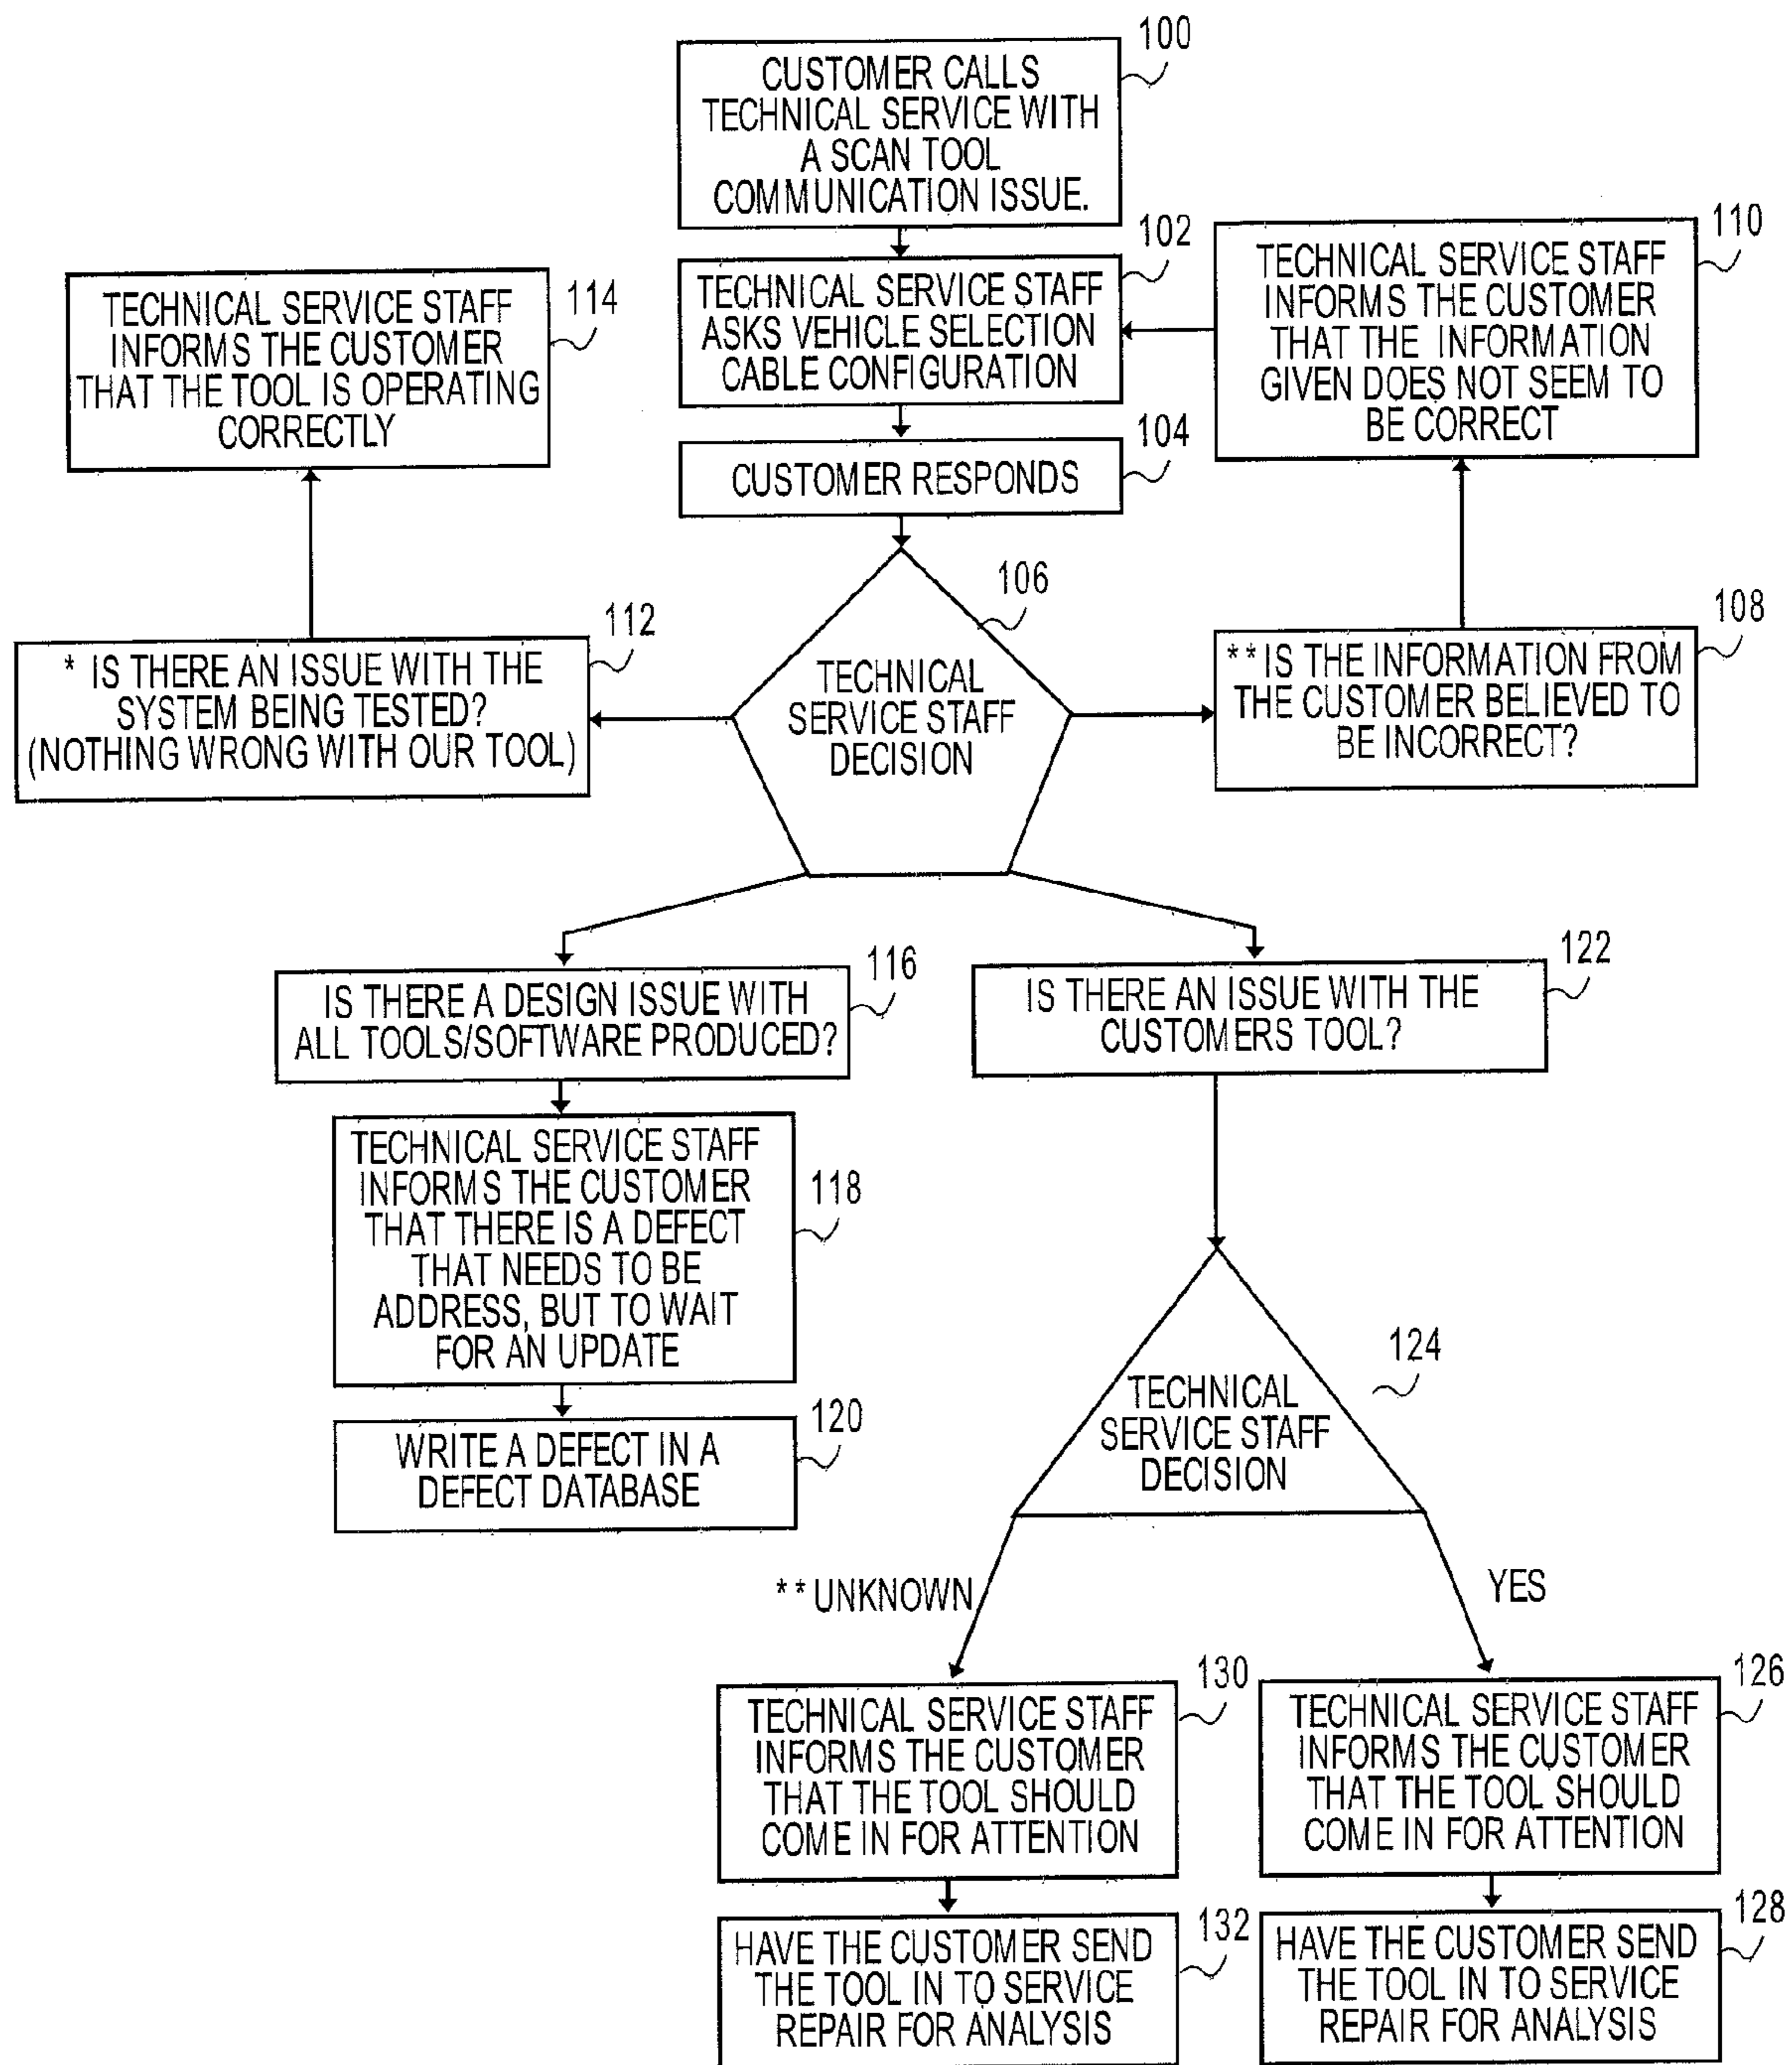 100
CUSTOMER CALLS
TECHNICAL SERVICE WITH
A SCAN TOOL
COMMUNICATION ISSUE.
102
TECHNICAL SERVICE STAFF
ASKS VEHICLE SELECTION
CABLE CONFIGURATION
110
TECHNICAL SERVICE STAFF
INFORMS THE CUSTOMER
THAT THE INFORMATION
GIVEN DOES NOT SEEM TO
BE CORRECT
114
TECHNICAL SERVICE STAFF
INFORMS THE CUSTOMER
THAT THE TOOL IS OPERATING
CORRECTLY
104
CUSTOMER RESPONDS
106
TECHNICAL
SERVICE STAFF
DECISION
112
* IS THERE AN ISSUE WITH THE
SYSTEM BEING TESTED?
(NOTHING WRONG WITH OUR TOOL)
108
** IS THE INFORMATION FROM
THE CUSTOMER BELIEVED TO
BE INCORRECT?
116
IS THERE A DESIGN ISSUE WITH
ALL TOOLS/SOFTWARE PRODUCED?
122
IS THERE AN ISSUE WITH THE
CUSTOMERS TOOL?
118
TECHNICAL SERVICE STAFF
INFORMS THE CUSTOMER
THAT THERE IS A DEFECT
THAT NEEDS TO BE
ADDRESS, BUT TO WAIT
FOR AN UPDATE
120
WRITE A DEFECT IN A
DEFECT DATABASE
124
TECHNICAL
SERVICE STAFF
DECISION
** UNKNOWN
YES
130
TECHNICAL SERVICE STAFF
INFORMS THE CUSTOMER
THAT THE TOOL SHOULD
COME IN FOR ATTENTION
126
TECHNICAL SERVICE STAFF
INFORMS THE CUSTOMER
THAT THE TOOL SHOULD
COME IN FOR ATTENTION
132
HAVE THE CUSTOMER SEND
THE TOOL IN TO SERVICE
REPAIR FOR ANALYSIS
128
HAVE THE CUSTOMER SEND
THE TOOL IN TO SERVICE
REPAIR FOR ANALYSIS